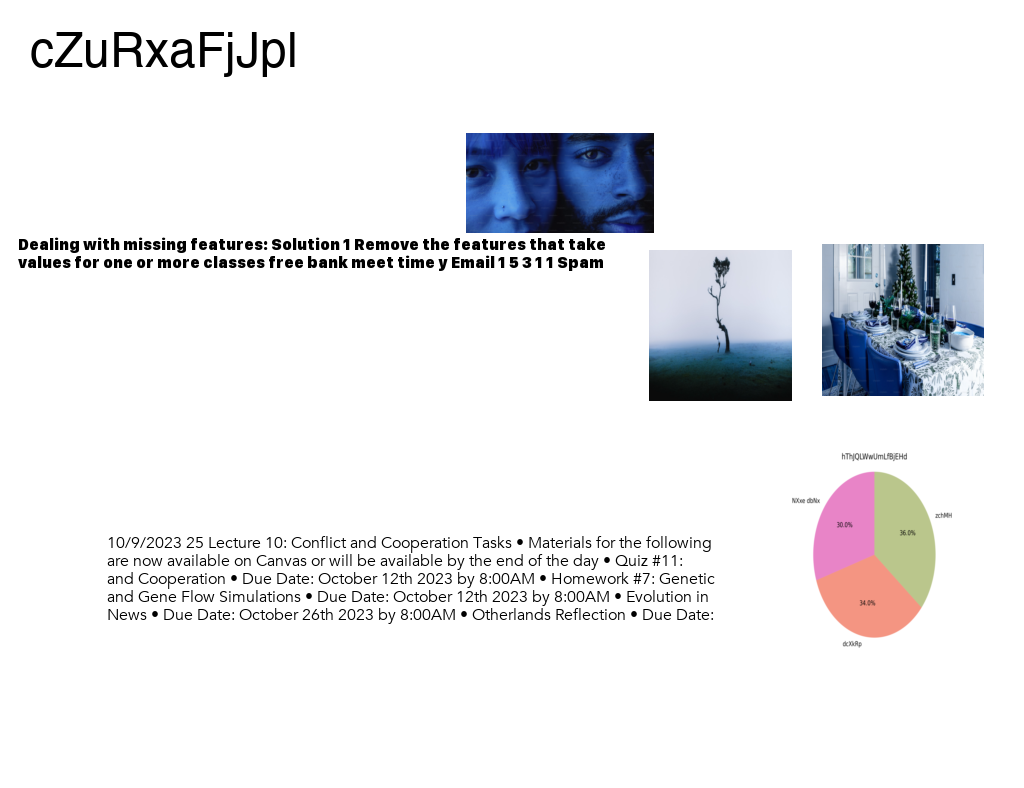 cZuRxaFjJpl
Dealing with missing features: Solution 1 Remove the features that take
values for one or more classes free bank meet time y Email 1 5 3 1 1 Spam
hThJQLWwUmLfBJEHd
NXxe dbNx
zchMH
30.0%
36.0%
34.0%
dcXkRp
10/9/2023 25 Lecture 10: Conflict and Cooperation Tasks • Materials for the following
are now available on Canvas or will be available by the end of the day • Quiz #11:
and Cooperation • Due Date: October 12th 2023 by 8:00AM • Homework #7: Genetic
and Gene Flow Simulations • Due Date: October 12th 2023 by 8:00AM • Evolution in
News • Due Date: October 26th 2023 by 8:00AM • Otherlands Reflection • Due Date: